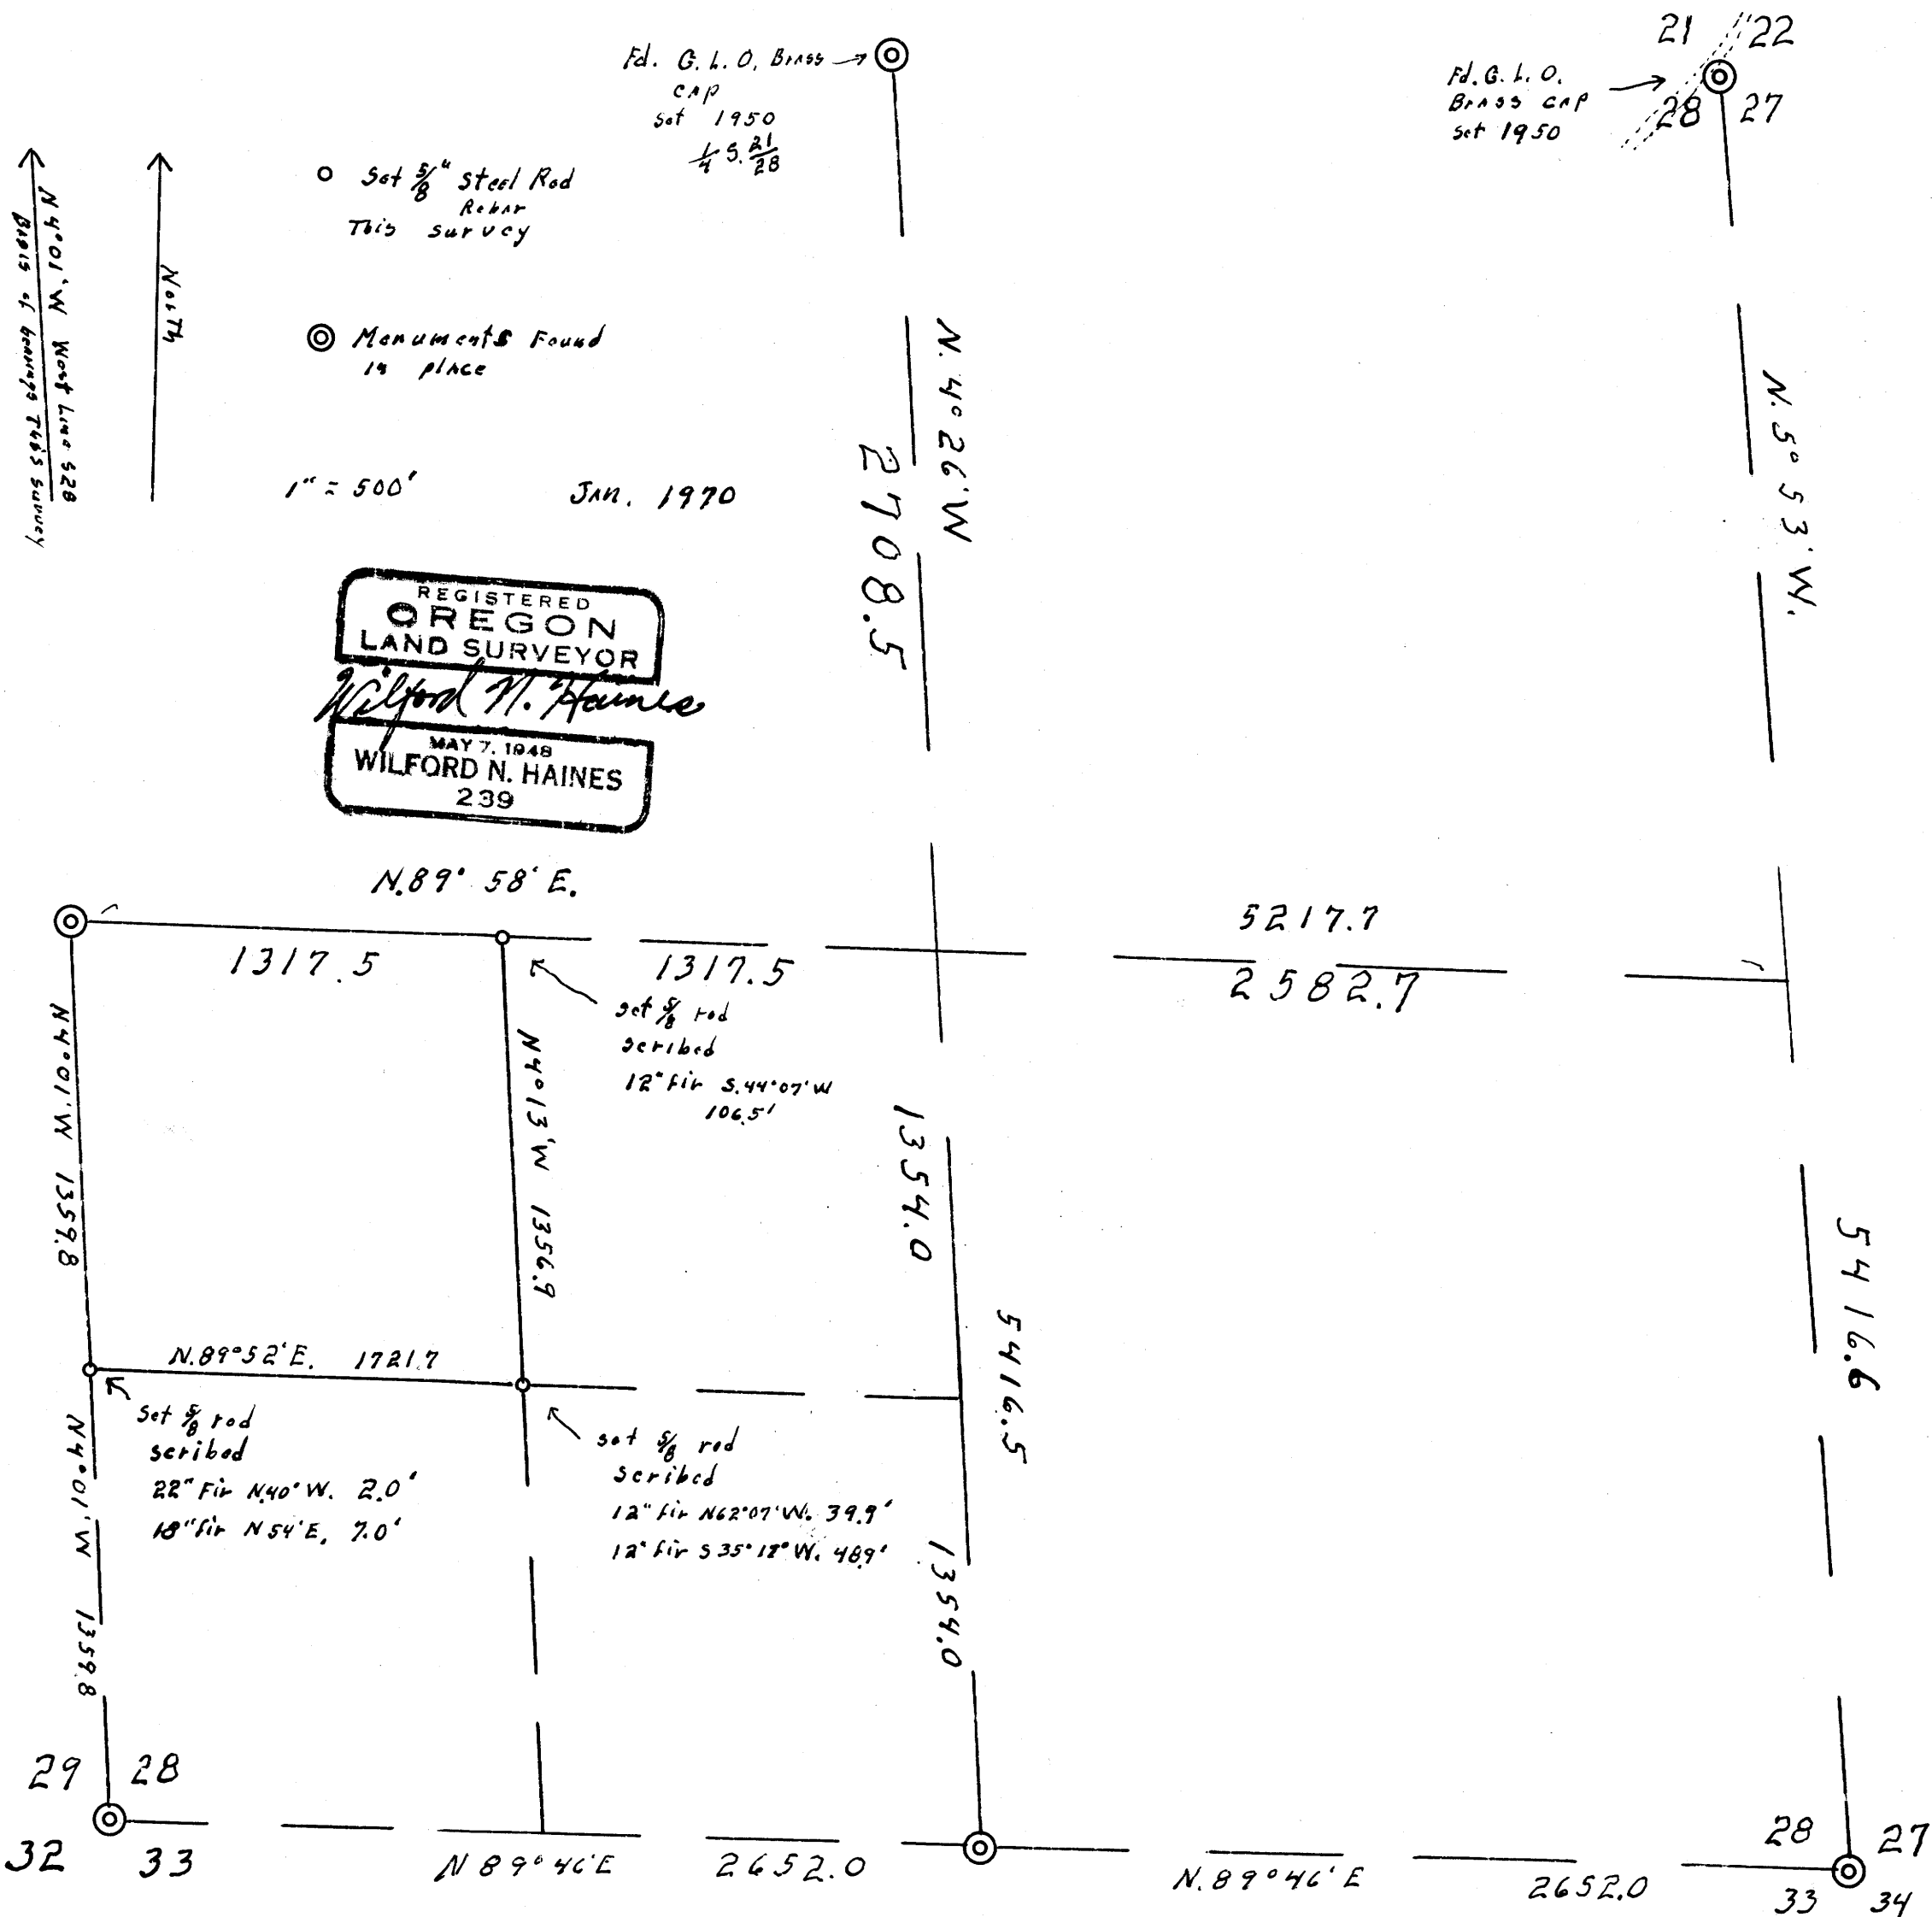 21 22
28 27
Fd. G. L. O. Brass
cap
Set 1950
1/4 S. 21/28
Fd. G. L. O.
Brass cap
Set 1950
Set 5/8" Steel Rod
Rebar
This survey
Monuments Found
in place
North
N 4°01' W West Line S28
Basis of bearings This Survey
1" = 500'
Jan. 1970
REGISTERED
OREGON
LAND SURVEYOR
Wilford N. Haines
MAY 7, 1948
WILFORD N. HAINES
239
N. 4° 26' W
2708.5
N. 5° 53' W.
N. 89° 58' E.
1317.5
1317.5
5217.7
2582.7
set 5/8 rod
scribed
12" fir S. 44°07' W
106.5'
N 4°01' W 1359.8
N 4°13' W 1356.9
1354.0
5416.5
5416.6
N. 89°52' E. 1721.7
Set 5/8 rod
scribed
22" Fir N40° W. 2.0'
18" fir N 54' E. 7.0'
set 5/8 rod
scribed
12" fir N62°07' W. 39.9'
12" fir S 35°18° W. 48.9'
N 4°01' W 1359.8
1354.0
29 28
32 33
N 89° 46' E 2652.0
N. 89° 46' E 2652.0
28 27
33 34